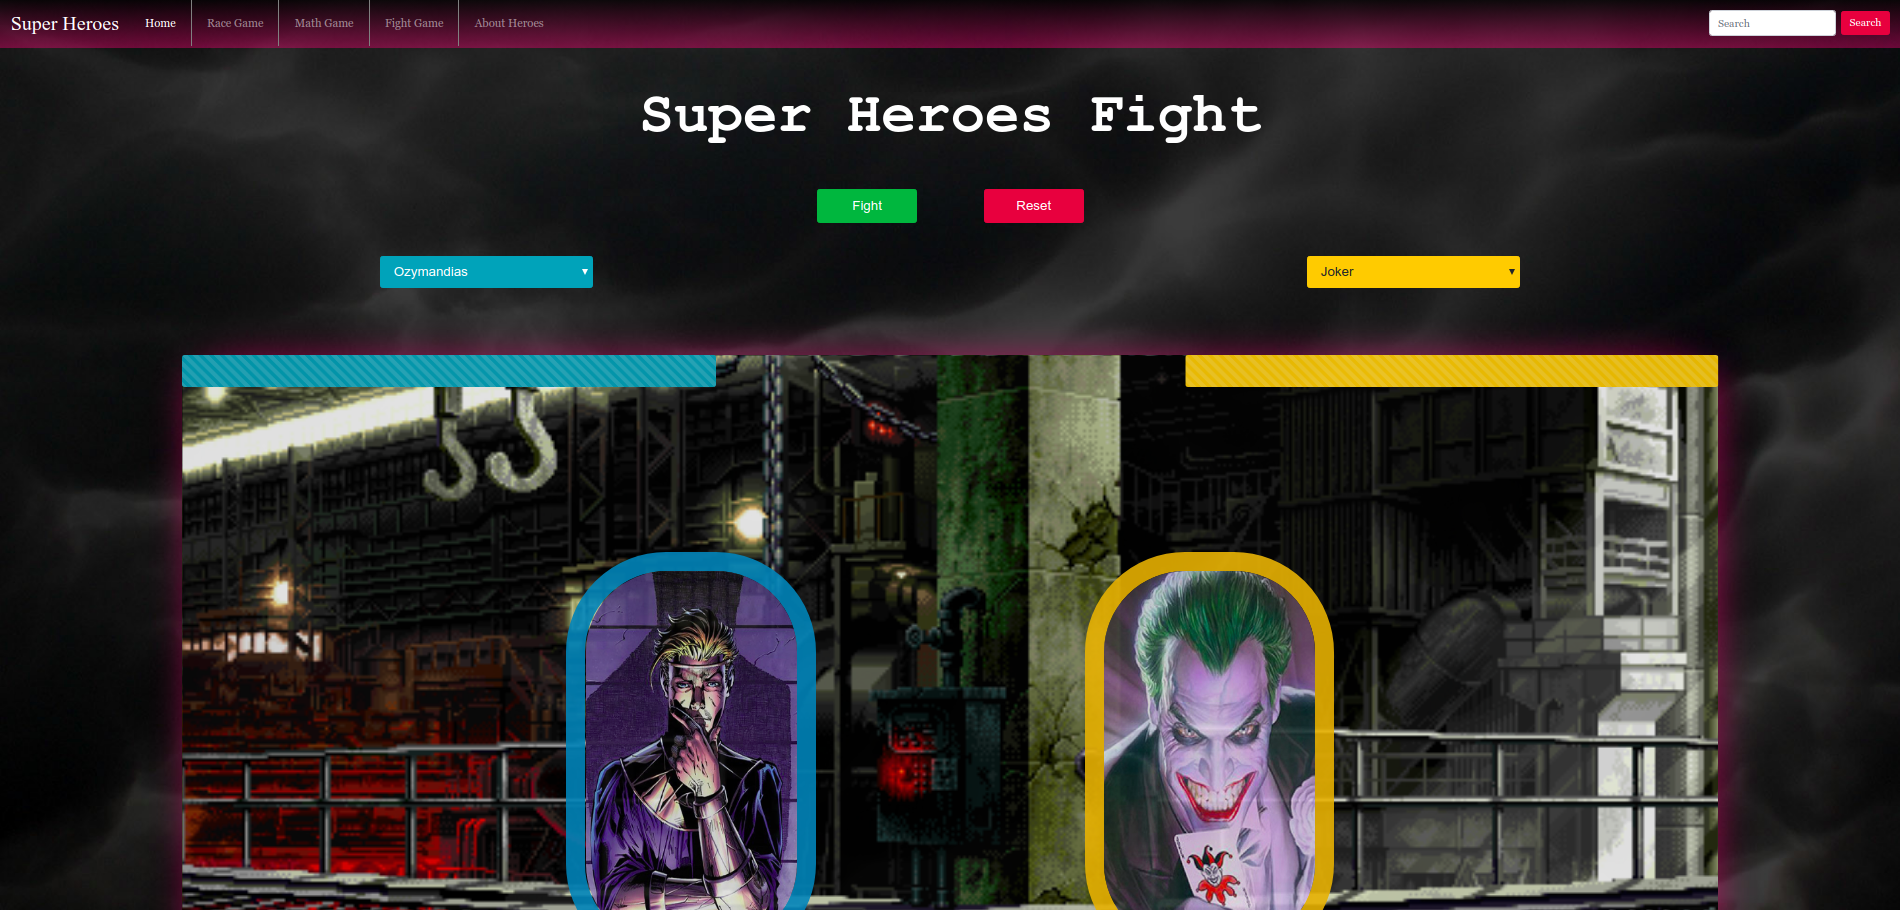 Super Heroes Home Race Game Math Game Fight Game About Heroes Search Search
Super Heroes Fight
Fight Reset
Ozymandias Joker